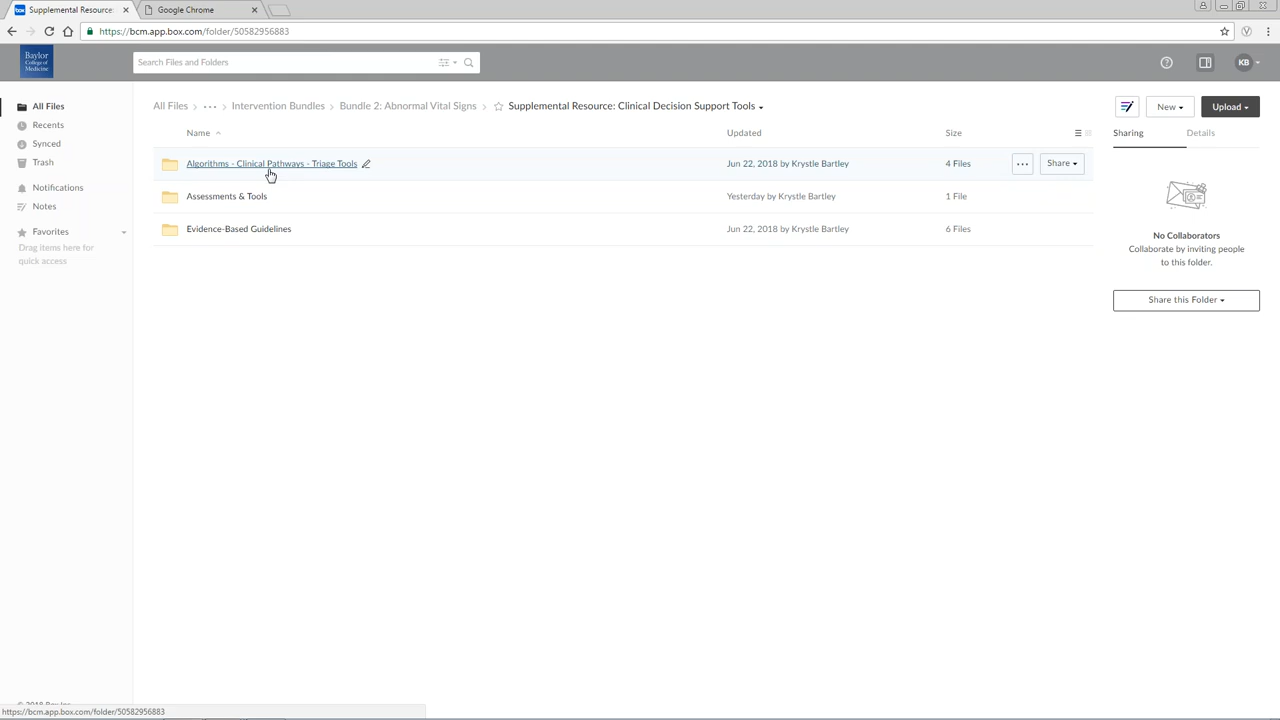 Supplemental Resource:
Google Chrome
https://bcm.app.box.com/folder/50582956883
Baylor
College of
Medicine
Search Files and Folders
KB
All Files
Recents
Synced
Trash
Notifications
Notes
Favorites
Drag items here for
quick access
All Files > ··· > Intervention Bundles > Bundle 2: Abnormal Vital Signs > Supplemental Resource: Clinical Decision Support Tools
New
Upload
Name Updated Size
Sharing Details
Algorithms - Clinical Pathways - Triage Tools Jun 22, 2018 by Krystle Bartley 4 Files ··· Share
Assessments & Tools Yesterday by Krystle Bartley 1 File
Evidence-Based Guidelines Jun 22, 2018 by Krystle Bartley 6 Files
No Collaborators
Collaborate by inviting people
to this folder.
Share this Folder
https://bcm.app.box.com/folder/50582956883